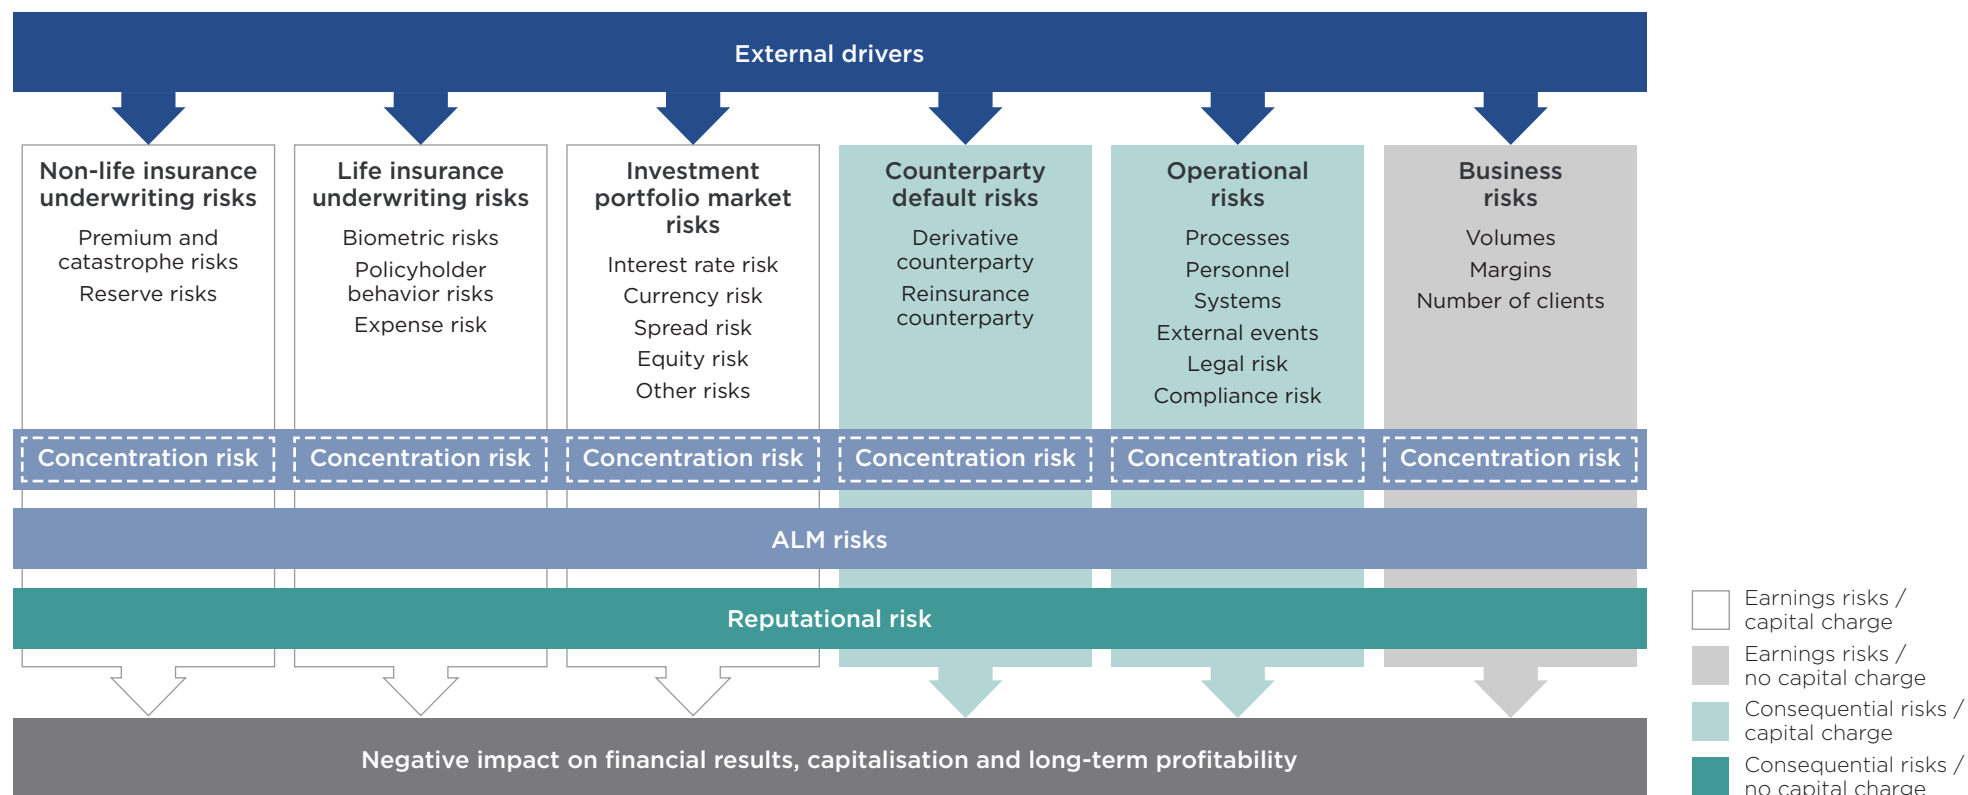 External drivers
Non-life insurance
underwriting risks
Premium and
catastrophe risks
Reserve risks
Life insurance
underwriting risks
Biometric risks
Policyholder
behavior risks
Expense risk
Investment
portfolio market
risks
Interest rate risk
Currency risk
Spread risk
Equity risk
Other risks
Counterparty
default risks
Derivative
counterparty
Reinsurance
counterparty
Operational
risks
Processes
Personnel
Systems
External events
Legal risk
Compliance risk
Business
risks
Volumes
Margins
Number of clients
Concentration risk
Concentration risk
Concentration risk
Concentration risk
Concentration risk
Concentration risk
ALM risks
Reputational risk
Negative impact on financial results, capitalisation and long-term profitability
Earnings risks /
capital charge
Earnings risks /
no capital charge
Consequential risks /
capital charge
Consequential risks /
no capital charge